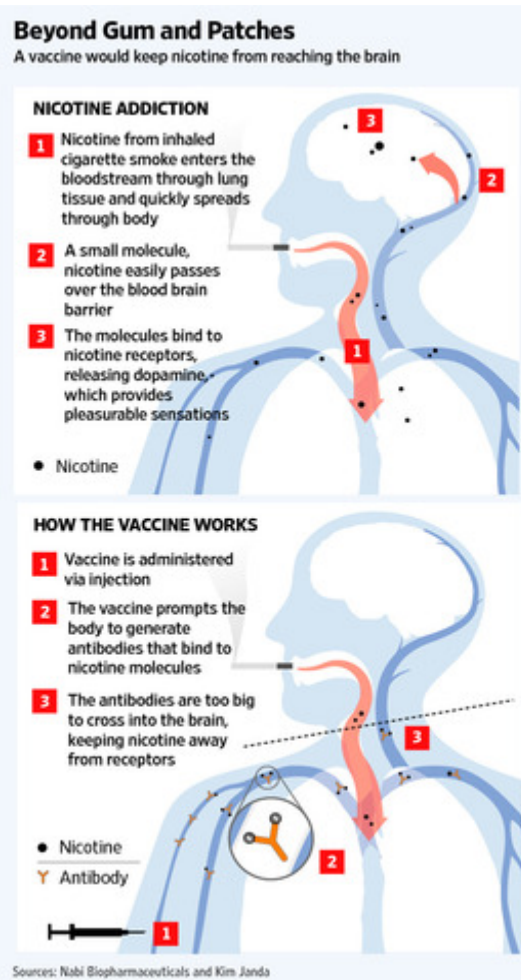 Beyond Gum and Patches
A vaccine would keep nicotine from reaching the brain
NICOTINE ADDICTION
1 Nicotine from inhaled
cigarette smoke enters the
bloodstream through lung
tissue and quickly spreads
through body
2 A small molecule,
nicotine easily passes
over the blood brain
barrier
3 The molecules bind to
nicotine receptors,
releasing dopamine,
which provides
pleasurable sensations
Nicotine
3
2
1
HOW THE VACCINE WORKS
1 Vaccine is administered
via injection
2 The vaccine prompts the
body to generate
antibodies that bind to
nicotine molecules
3 The antibodies are too big
to cross into the brain,
keeping nicotine away
from receptors
3
2
Nicotine
Antibody
1
Sources: Nabi Biopharmaceuticals and Kim Janda